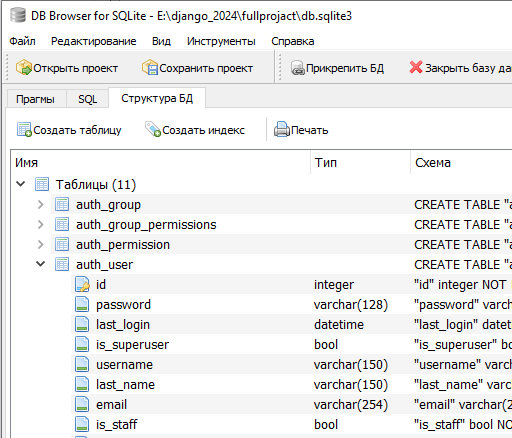 DB Browser for SQLite - E:\django_2024\fullprojact\db.sqlite3
Файл Редактирование Вид Инструменты Справка
Открыть проект Сохранить проект Прикрепить БД Закрыть базу да
Прагмы SQL Структура БД
Создать таблицу Создать индекс Печать
Имя Тип Схема
Таблицы (11)
auth_group CREATE TABLE "a
auth_group_permissions CREATE TABLE "a
auth_permission CREATE TABLE "a
auth_user CREATE TABLE "a
id integer "id" integer NOT
password varchar(128) "password" varc
last_login datetime "last_login" datet
is_superuser bool "is_superuser" bo
username varchar(150) "username" varc
last_name varchar(150) "last_name" varc
email varchar(254) "email" varchar(2
is_staff bool "is_staff" bool NO